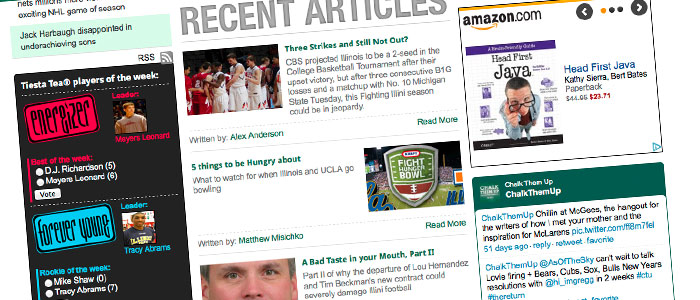 nets millions more
exciting NHL game of season
Jack Harbaugh disappointed in
underachieving sons
RSS
Tiesta Tea® players of the week:
energizer
Leader:
Meyers Leonard
Best of the week:
D.J. Richardson (5)
Meyers Leonard (6)
Vote
forever young
Leader:
Tracy Abrams
Rookie of the week:
Mike Shaw (0)
Tracy Abrams (7)
RECENT ARTICLES
Three Strikes and Still Not Out?
CBS projected Illinois to be a 2-seed in the
College Basketball Tournament after their
upset victory, but after three consecutive B1G
losses and a matchup with No. 10 Michigan
State Tuesday, this Fighting Illini season
could be in jeopardy.
Written by: Alex Anderson
Read More
5 things to be Hungry about
What to watch for when Illinois and UCLA go
bowling
KRAFT
FIGHT
HUNGER
BOWL
Written by: Matthew Misichko
Read More
A Bad Taste in your Mouth, Part II
Part II of why the departure of Lou Hernandez
and Tim Beckman's new contract could
severely damage Illini football
amazon.com
Head First
Java
Head First Java
Kathy Sierra, Bert Bates
Paperback
$44.95 $23.71
CHALK
THEM UP
Chalk Them Up
ChalkThemUp
ChalkThemUp Chillin at McGees, the hangout for
the writers of how I met your mother and the
inspiration for McLarens pic.twitter.com/ff8m7fel
51 days ago · reply · retweet · favorite
ChalkThemUp @AsOfTheSky can't wait to talk
Lovie firing + Bears, Cubs, Sox, Bulls New Years
resolutions with @hi_imgregg in 2 weeks #ctu
#thereturn